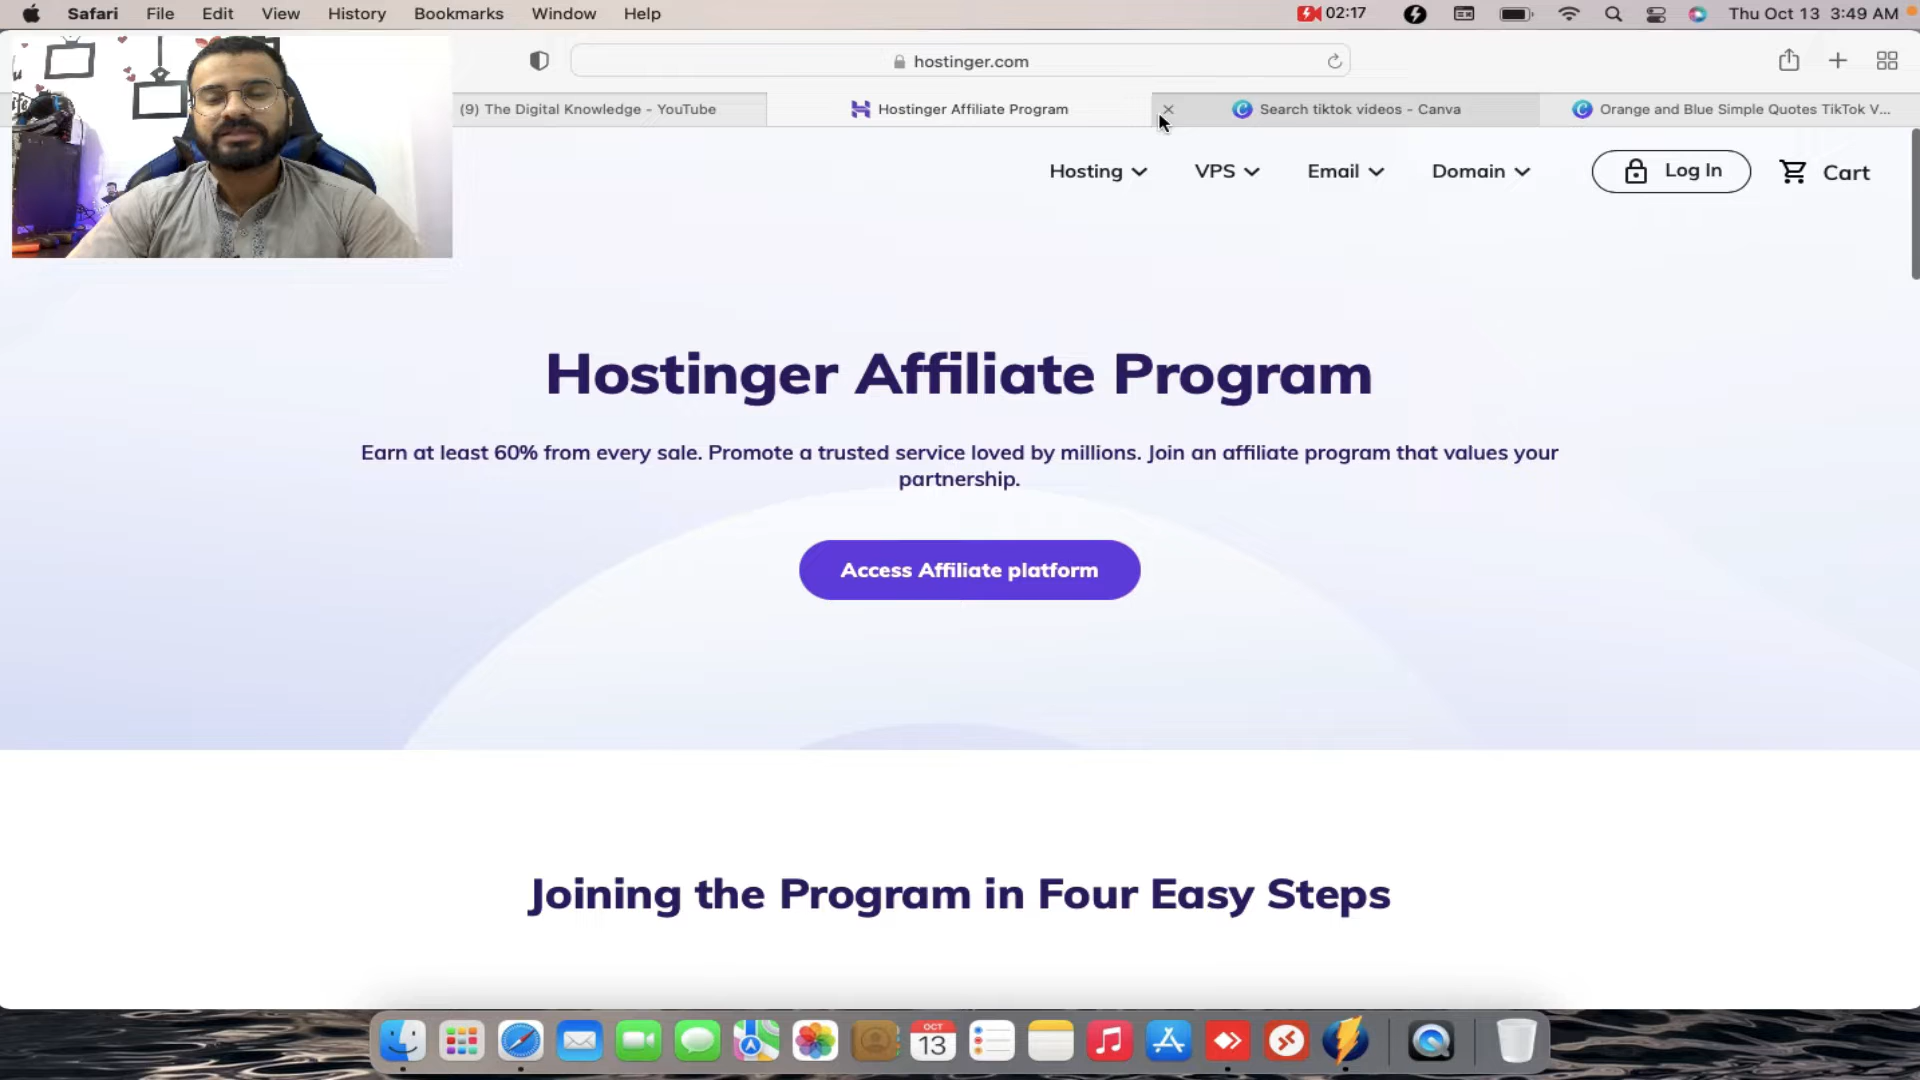 Safari File Edit View History Bookmarks Window Help 02:17 Thu Oct 13 3:49 AM
hostinger.com
(9) The Digital Knowledge - YouTube Hostinger Affiliate Program Search tiktok videos - Canva Orange and Blue Simple Quotes TikTok V...
Hosting VPS Email Domain Log In Cart
Hostinger Affiliate Program
Earn at least 60% from every sale. Promote a trusted service loved by millions. Join an affiliate program that values your
partnership.
Access Affiliate platform
Joining the Program in Four Easy Steps
OCT
13